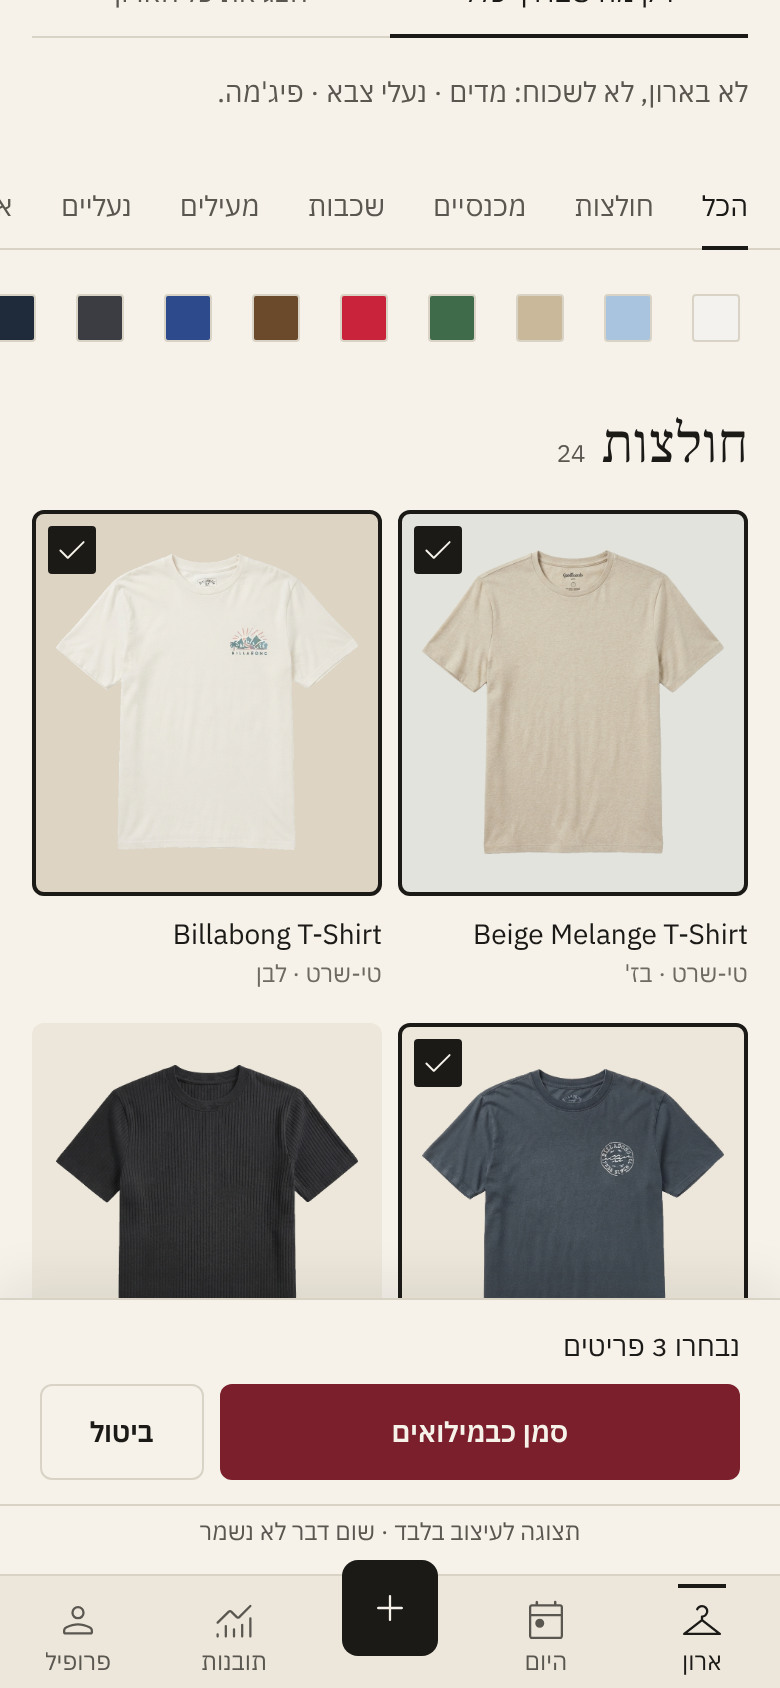 לא בארון, לא לשכוח: מדים · נעלי צבא · פיג'מה.
הכל חולצות מכנסיים שכבות מעילים נעליים
חולצות 24
BILLABONG
Beige Melange T-Shirt
טי-שרט · בז'
Billabong T-Shirt
טי-שרט · לבן
נבחרו 3 פריטים
סמן כבמילואים
ביטול
תצוגה לעיצוב בלבד · שום דבר לא נשמר
ארון
היום
תובנות
פרופיל